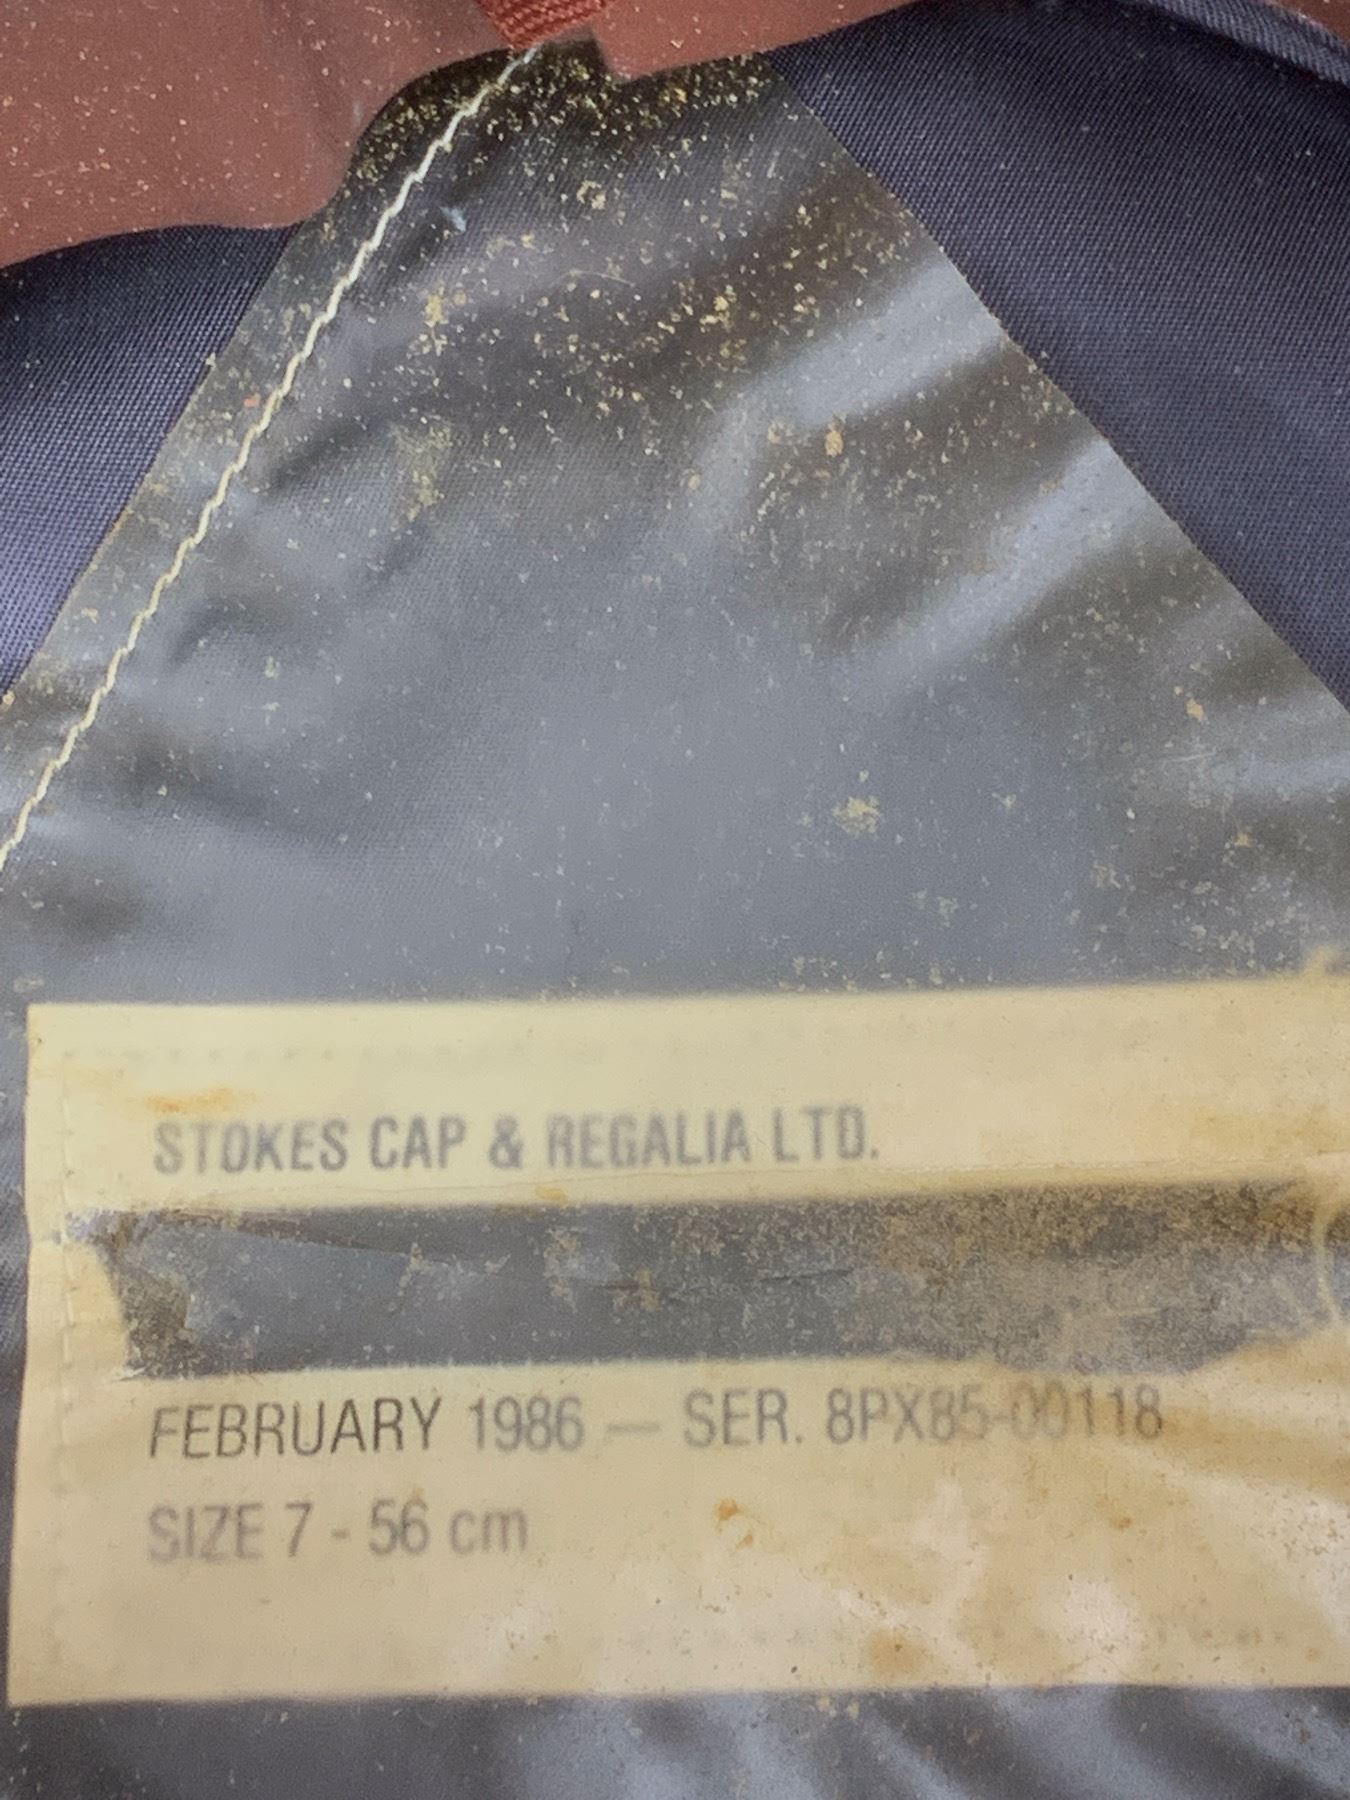 STOKES CAP & REGALIA LTD.
FEBRUARY 1986 — SER. 8PX85-00118
SIZE 7 - 56 cm